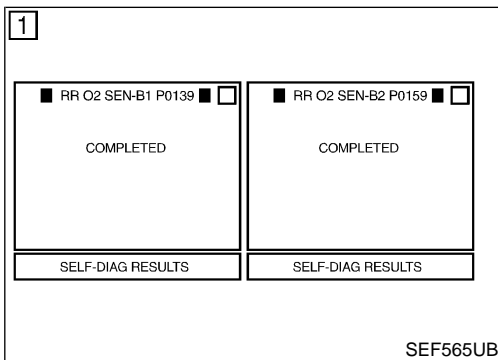 1
RR O2 SEN-B1 P0139
COMPLETED
SELF-DIAG RESULTS
RR O2 SEN-B2 P0159
COMPLETED
SELF-DIAG RESULTS
SEF565UB